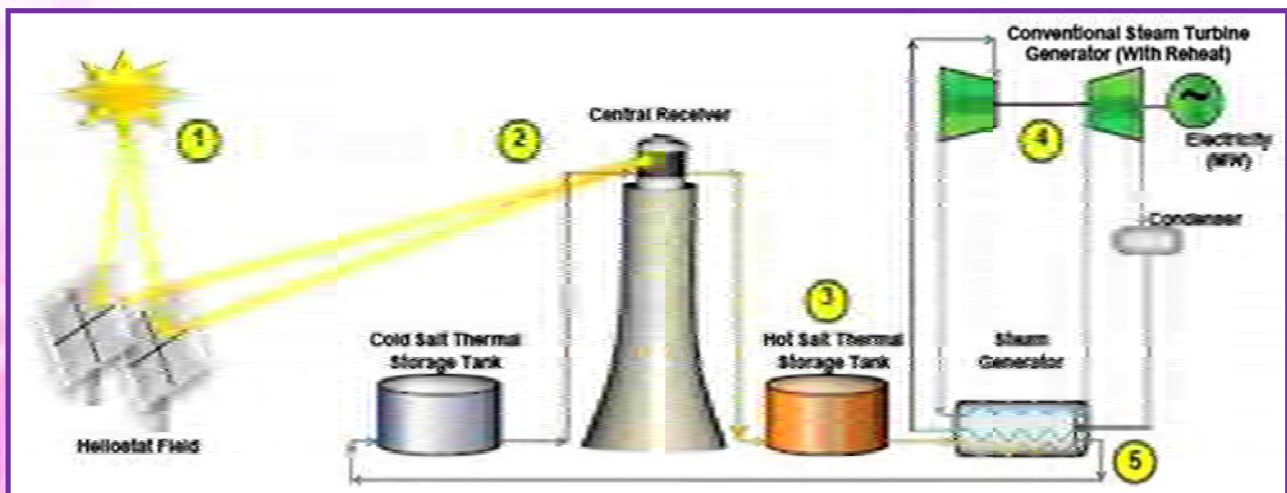 Conventional Steam Turbine
Generator (With Reheat)
1
2
Central Receiver
4
~
Electricity
(MW)
Condenser
3
Cold Salt Thermal
Storage Tank
Hot Salt Thermal
Storage Tank
Steam
Generator
Heliostat Field
5